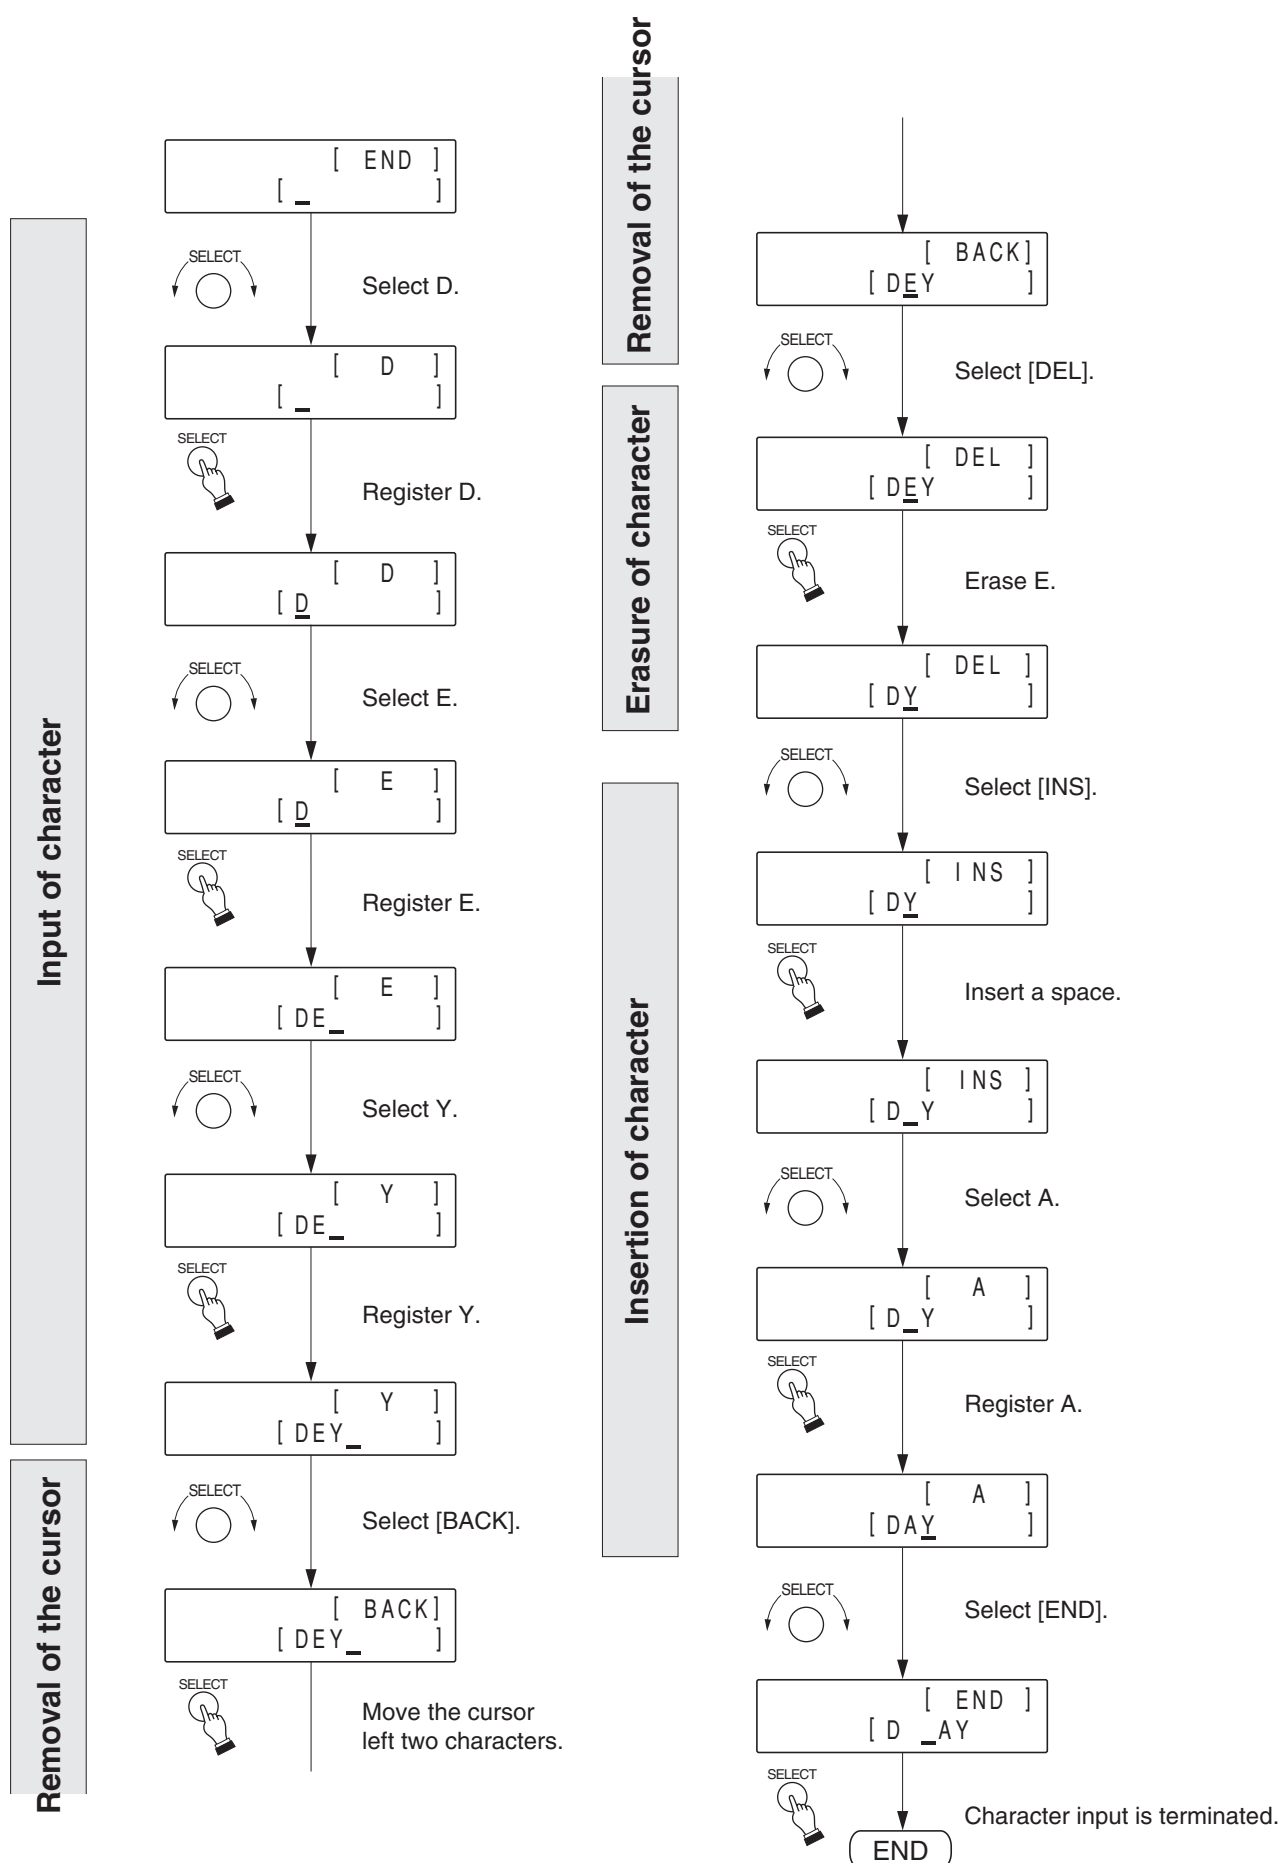 Input of character
[ END ]
[ _ ]
SELECT
Select D.
[ D ]
[ _ ]
SELECT
Register D.
[ D ]
[ D ]
SELECT
Select E.
[ E ]
[ D ]
SELECT
Register E.
[ E ]
[ DE_ ]
SELECT
Select Y.
[ Y ]
[ DE_ ]
SELECT
Register Y.
[ Y ]
[ DEY_ ]
Removal of the cursor
SELECT
Select [BACK].
[ BACK]
[ DEY_ ]
SELECT
Move the cursor
left two characters.
Removal of the cursor
[ BACK]
[ DEY ]
SELECT
Select [DEL].
Erasure of character
[ DEL ]
[ DEY ]
SELECT
Erase E.
[ DEL ]
[ DY ]
SELECT
Select [INS].
Insertion of character
[ INS ]
[ DY ]
SELECT
Insert a space.
[ INS ]
[ D_Y ]
SELECT
Select A.
[ A ]
[ D_Y ]
SELECT
Register A.
[ A ]
[ DAY ]
SELECT
Select [END].
[ END ]
[ D _AY
SELECT
Character input is terminated.
END